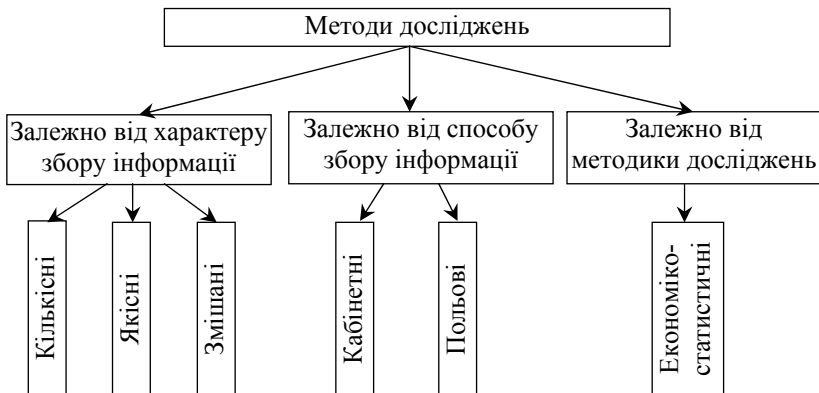 Методи досліджень
Залежно від характеру
збору інформації
Залежно від способу
збору інформації
Залежно від
методики досліджень
Кількісні
Якісні
Змішані
Кабінетні
Польові
Економіко-
статистичні